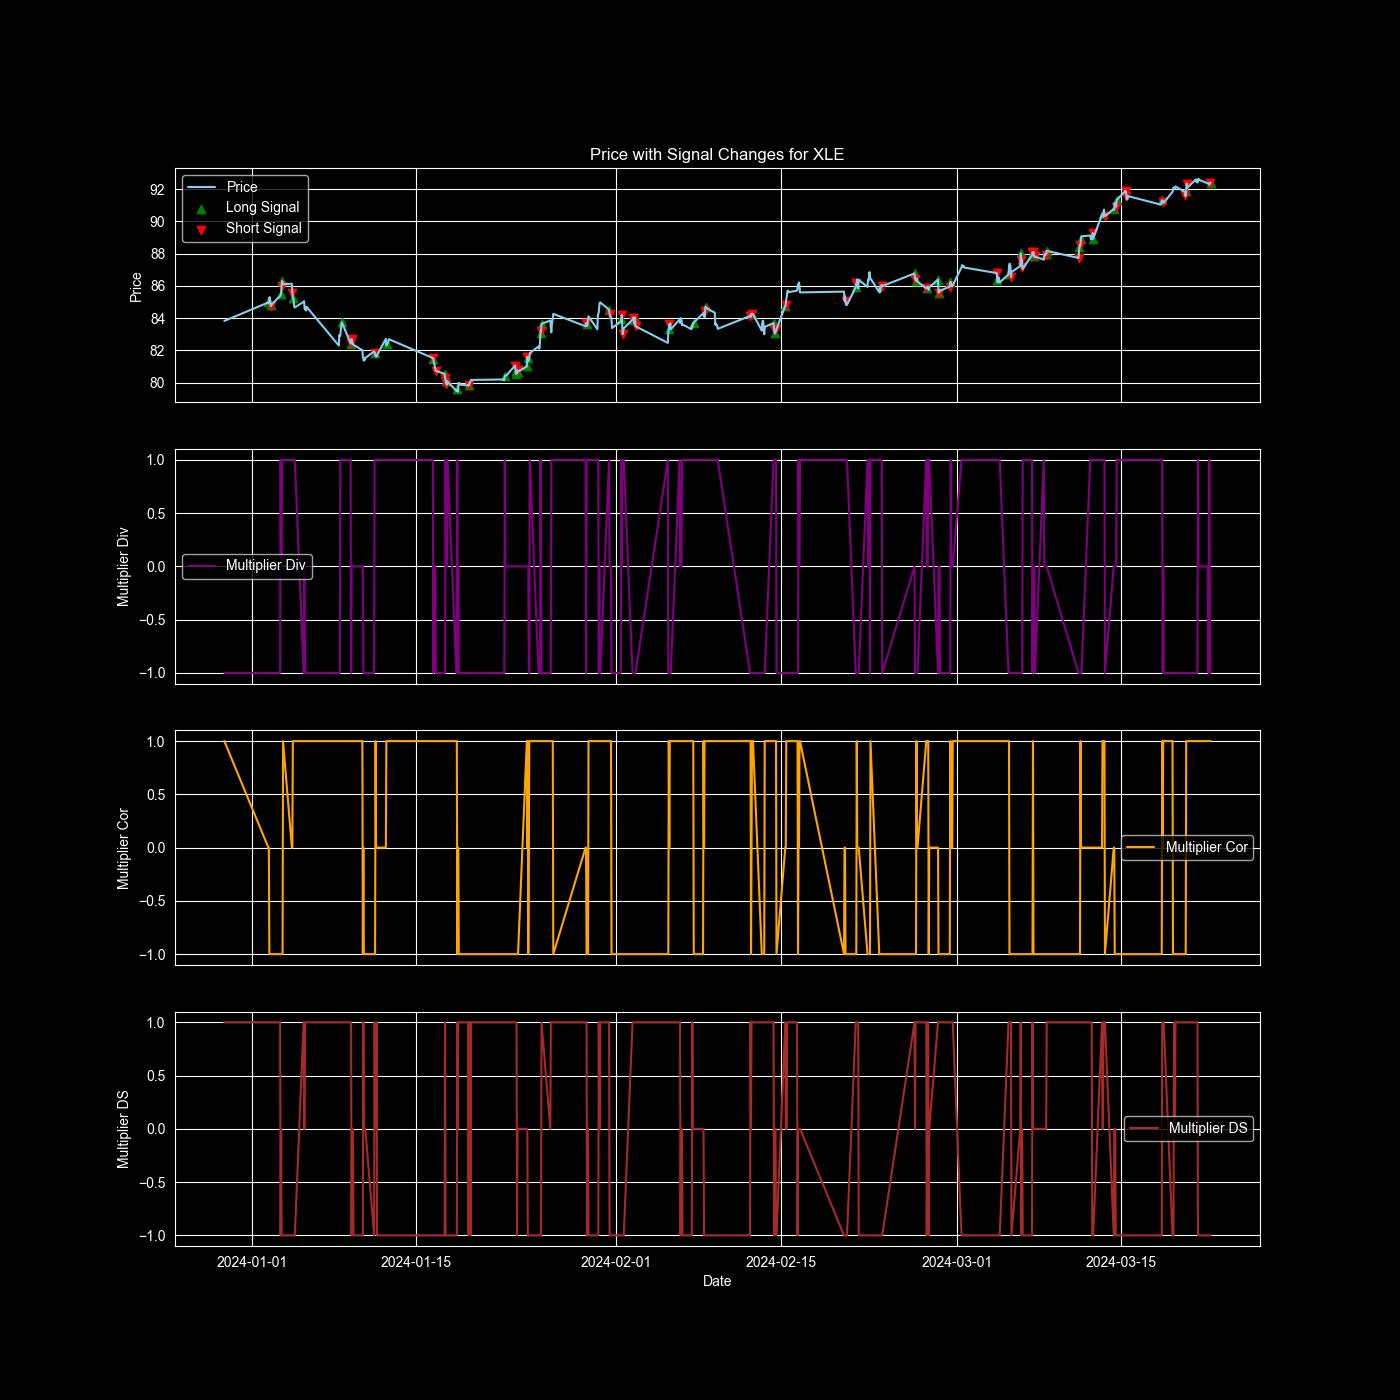 Price with Signal Changes for XLE
Price
Long Signal
Short Signal
92
90
88
86
84
82
80
Price
1.0
0.5
0.0
−0.5
−1.0
Multiplier Div
Multiplier Div
1.0
0.5
0.0
−0.5
−1.0
Multiplier Cor
Multiplier Cor
1.0
0.5
0.0
−0.5
−1.0
Multiplier DS
Multiplier DS
2024-01-01 2024-01-15 2024-02-01 2024-02-15 2024-03-01 2024-03-15
Date